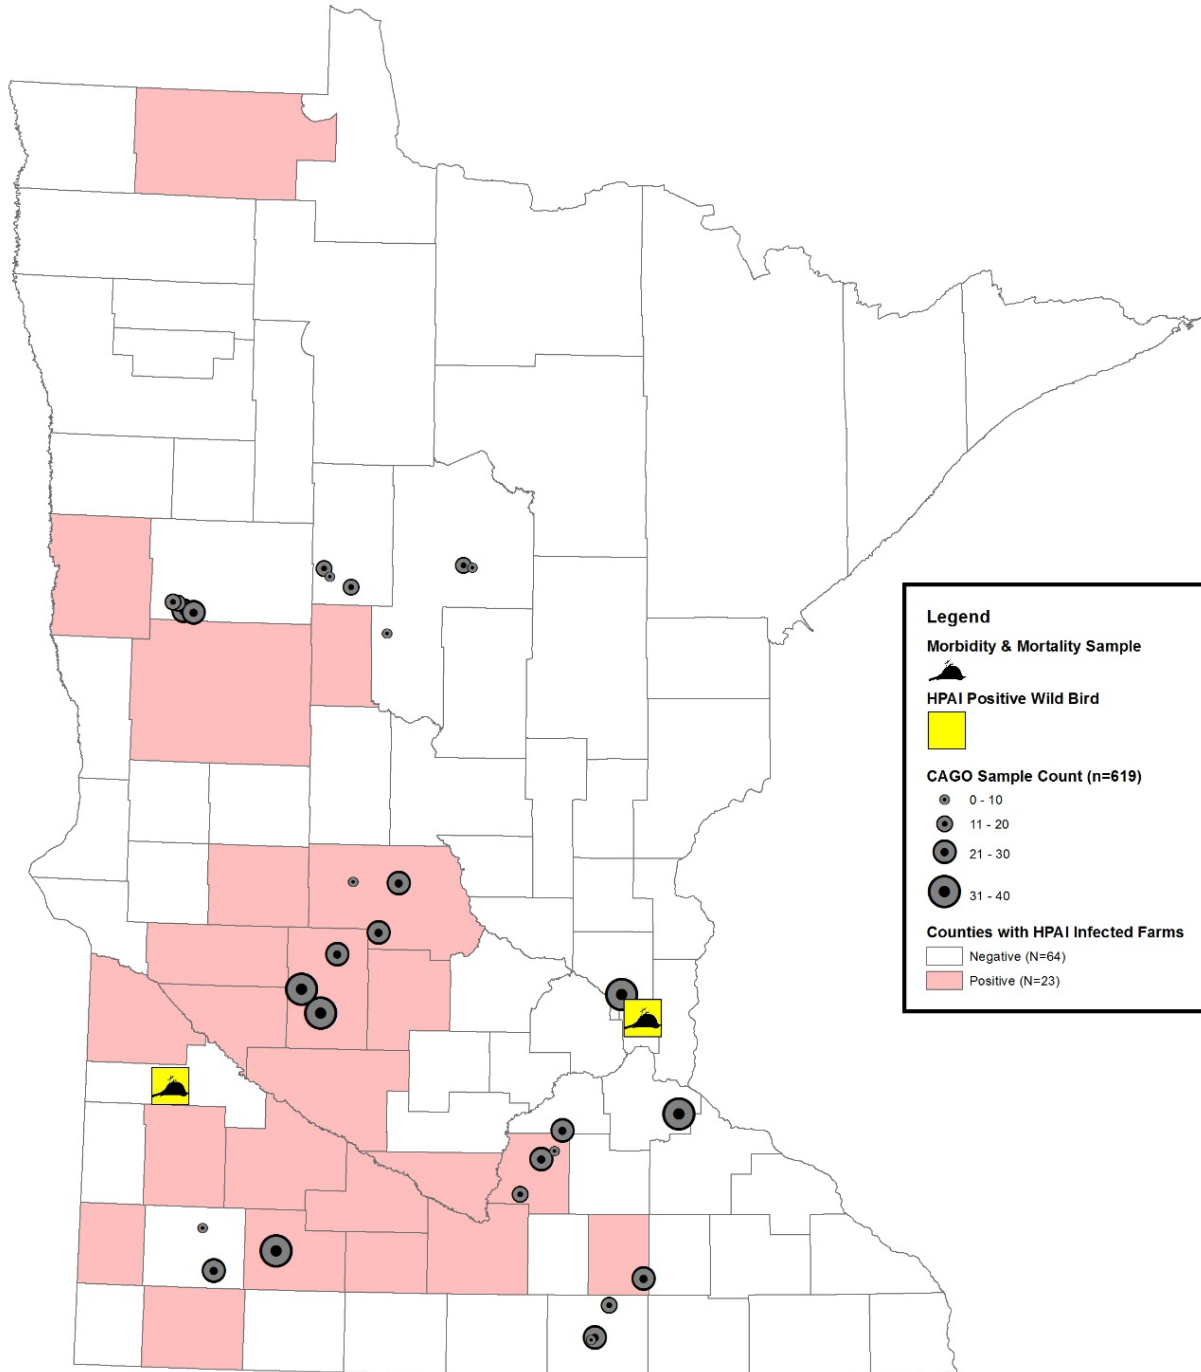 Legend
Morbidity & Mortality Sample
HPAI Positive Wild Bird
CAGO Sample Count (n=619)
0 - 10
11 - 20
21 - 30
31 - 40
Counties with HPAI Infected Farms
Negative (N=64)
Positive (N=23)